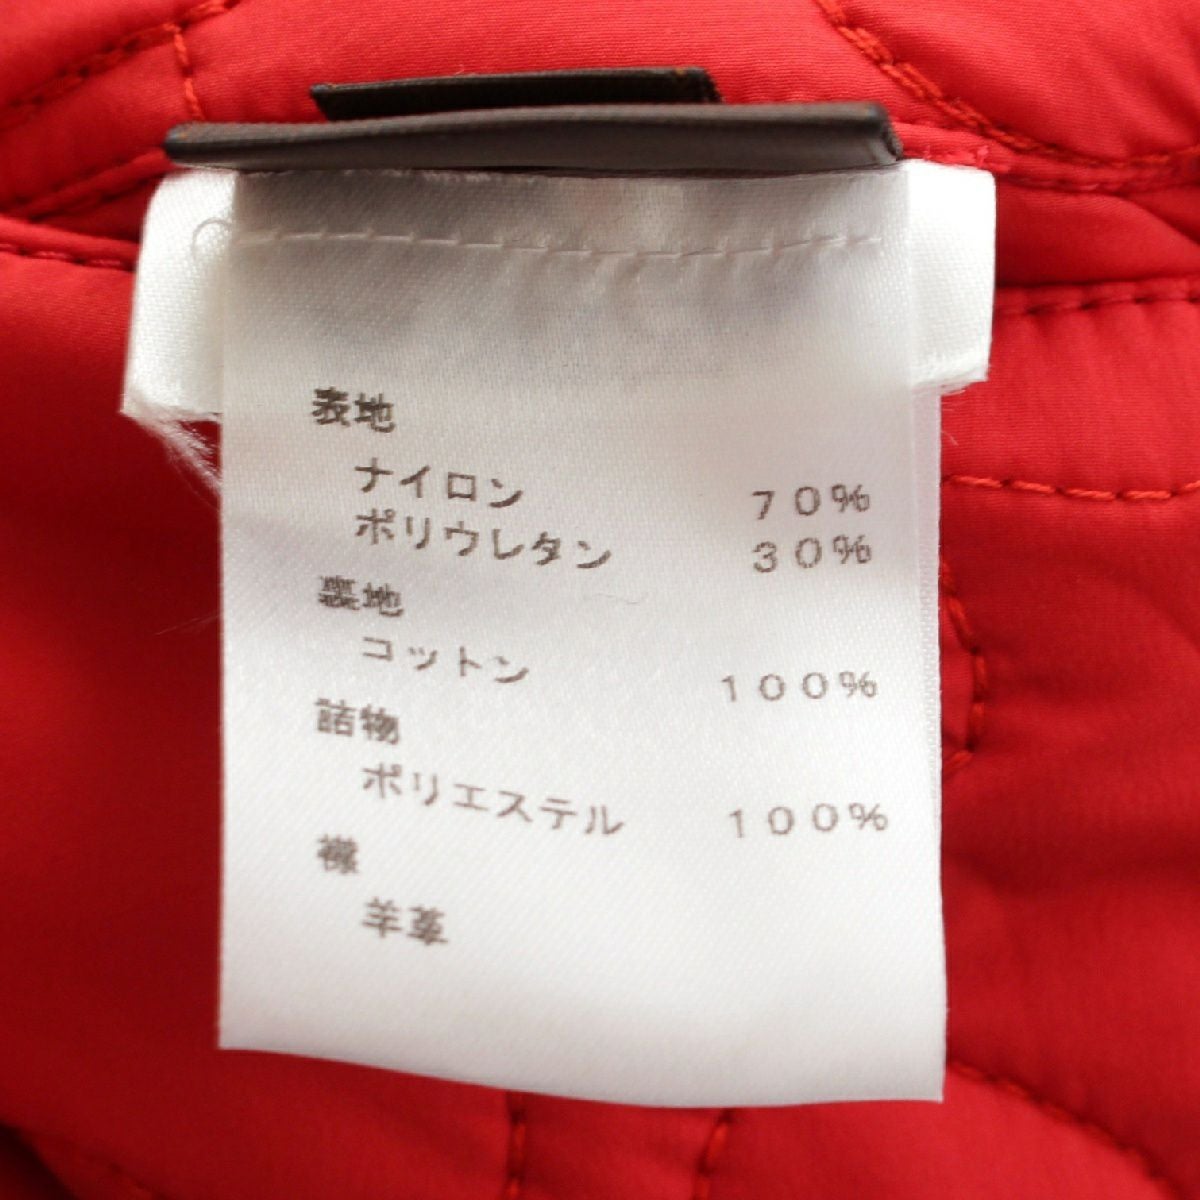 表地
ナイロン 70%
ポリウレタン 30%
裏地
コットン 100%
詰物
ポリエステル 100%
襟
羊革